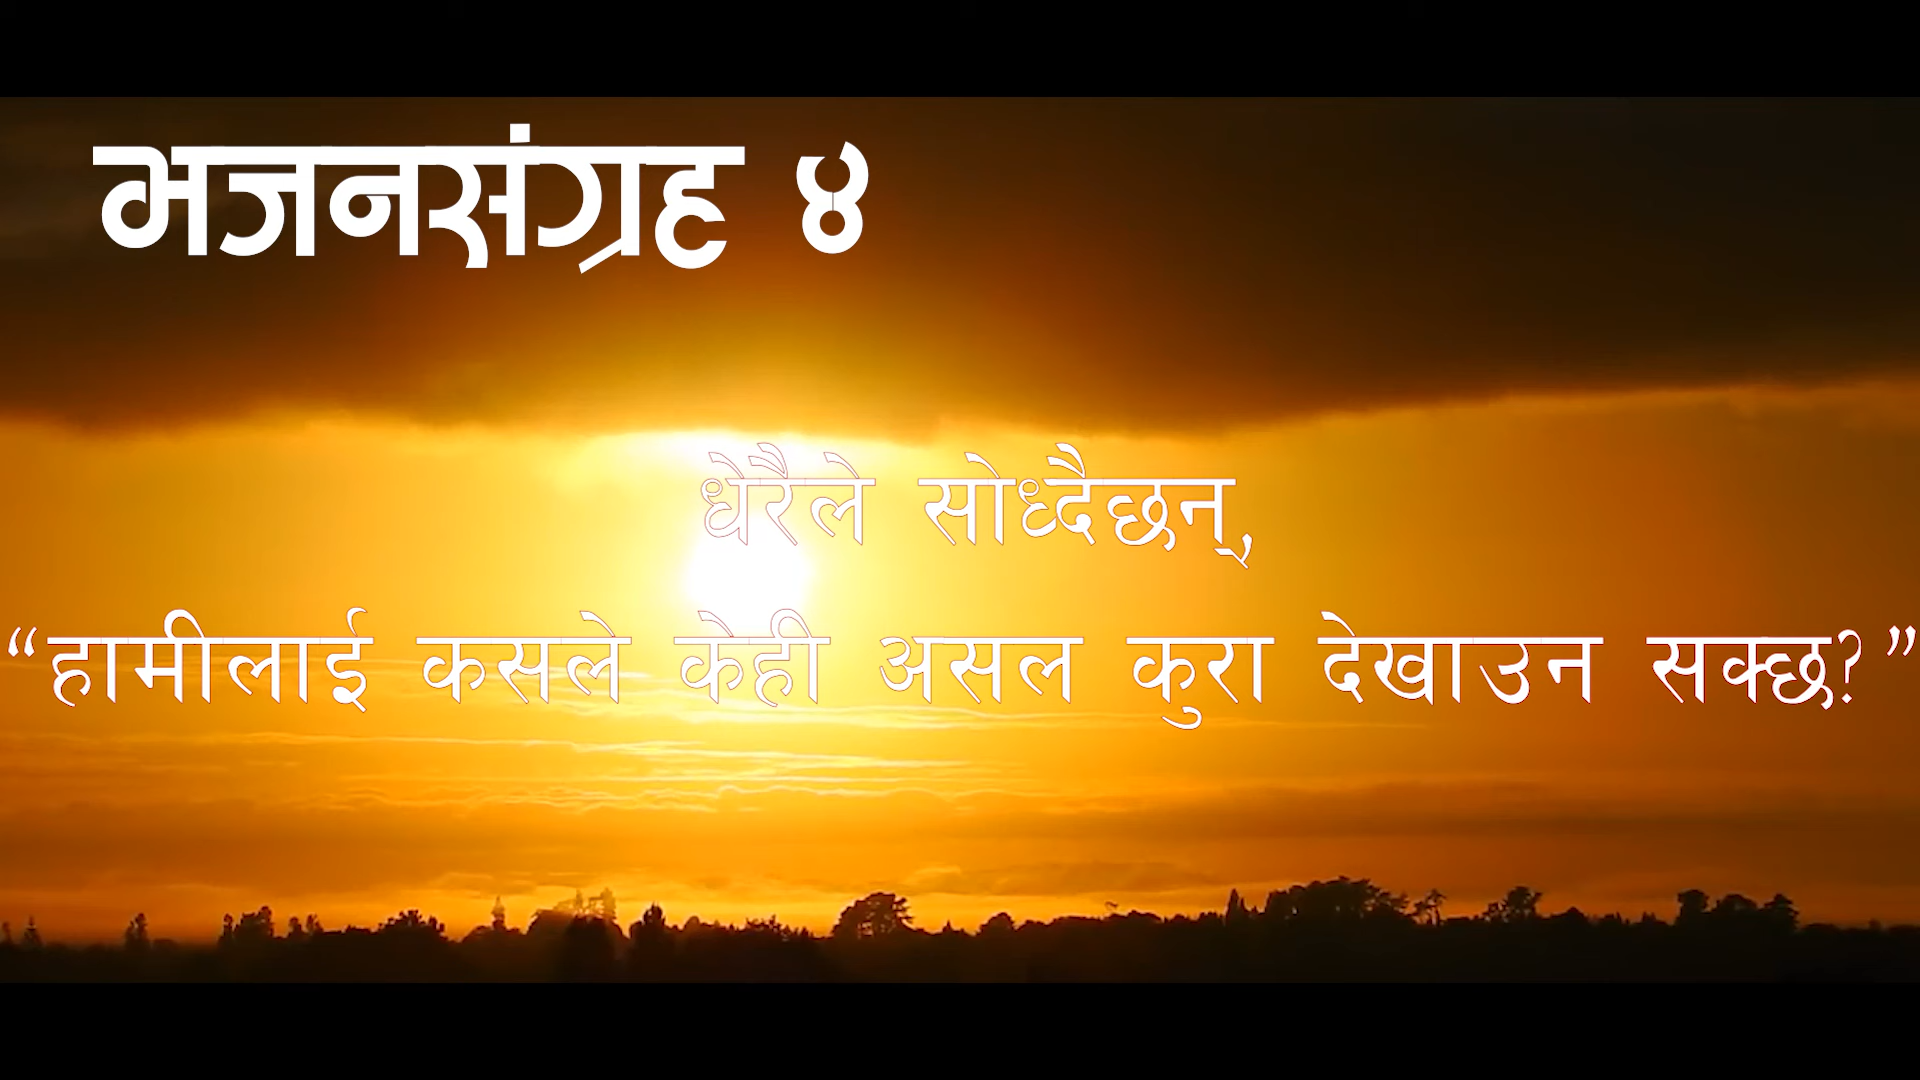 भजनसंग्रह ४
धेरैले सोध्दैछन्,
“हामीलाई कसले केही असल कुरा देखाउन सक्छ?”